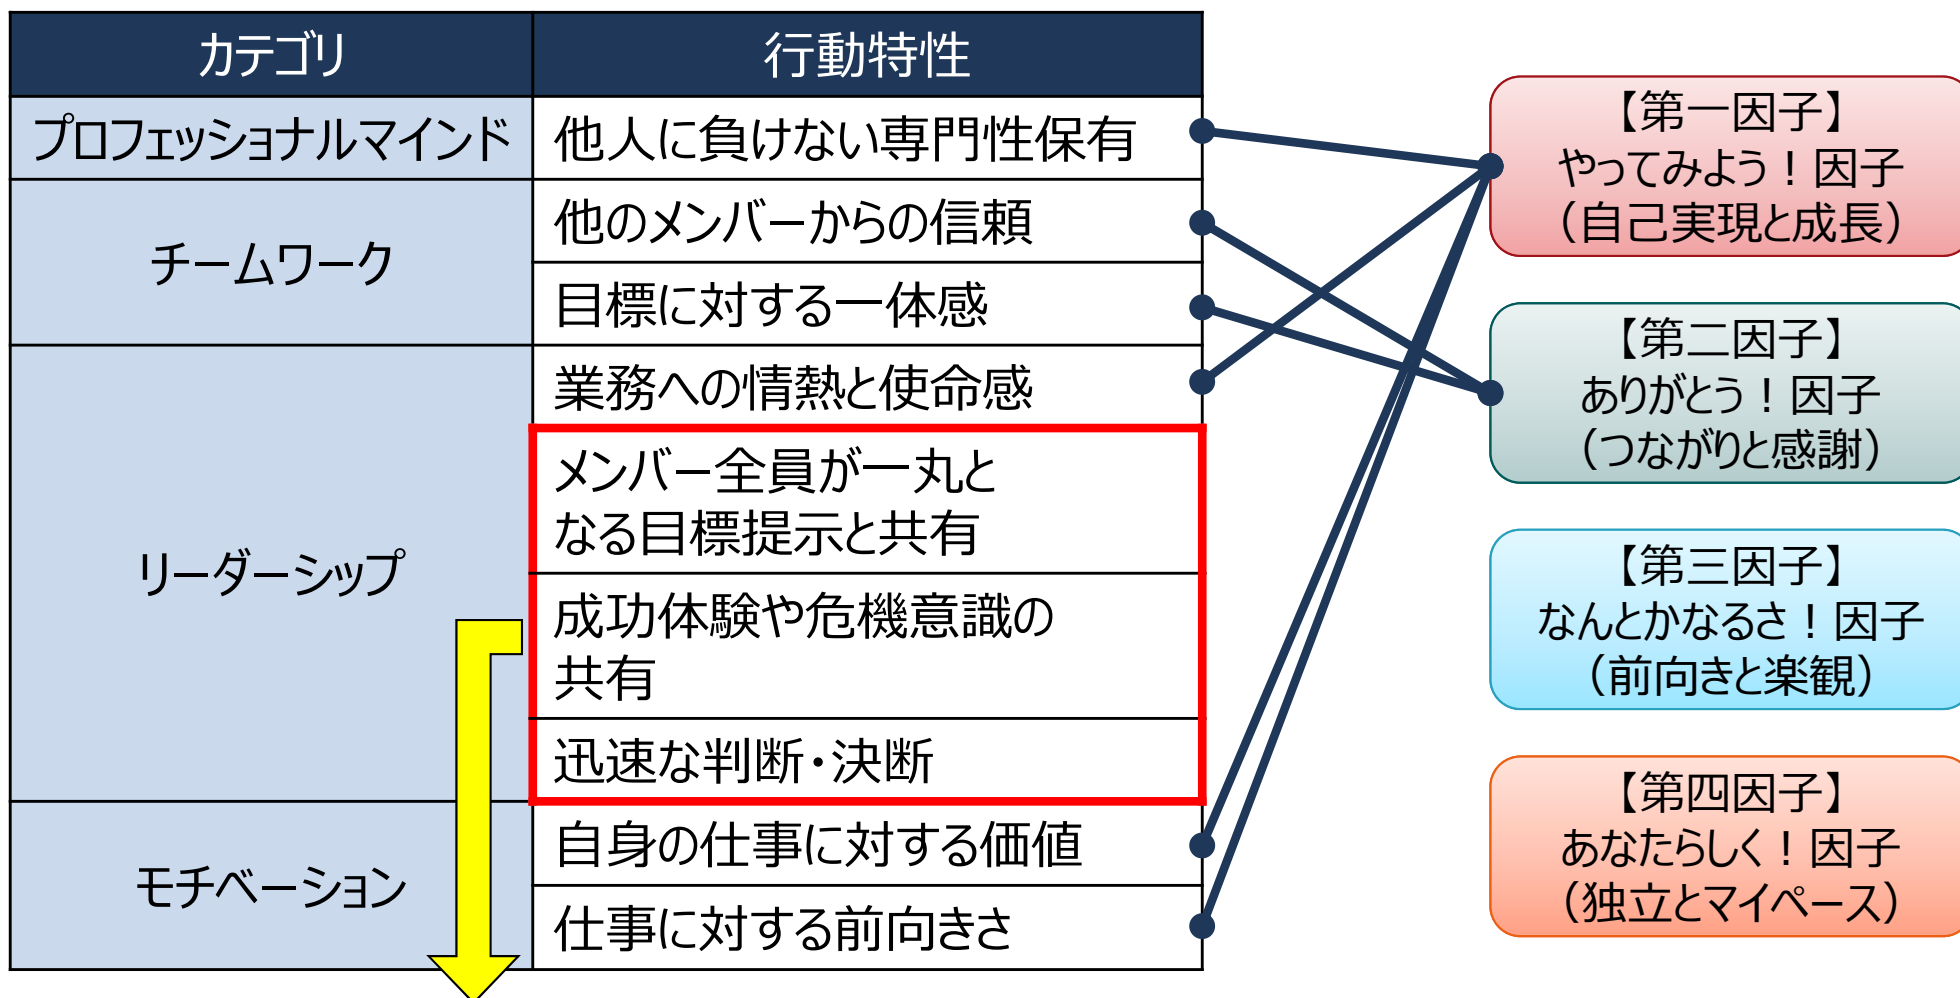 カテゴリ
行動特性
プロフェッショナルマインド
他人に負けない専門性保有
チームワーク
他のメンバーからの信頼
目標に対する一体感
リーダーシップ
業務への情熱と使命感
メンバー全員が一丸と
なる目標提示と共有
成功体験や危機意識の
共有
迅速な判断・決断
モチベーション
自身の仕事に対する価値
仕事に対する前向きさ
【第一因子】
やってみよう！因子
（自己実現と成長）
【第二因子】
ありがとう！因子
（つながりと感謝）
【第三因子】
なんとかなるさ！因子
（前向きと楽観）
【第四因子】
あなたらしく！因子
（独立とマイペース）